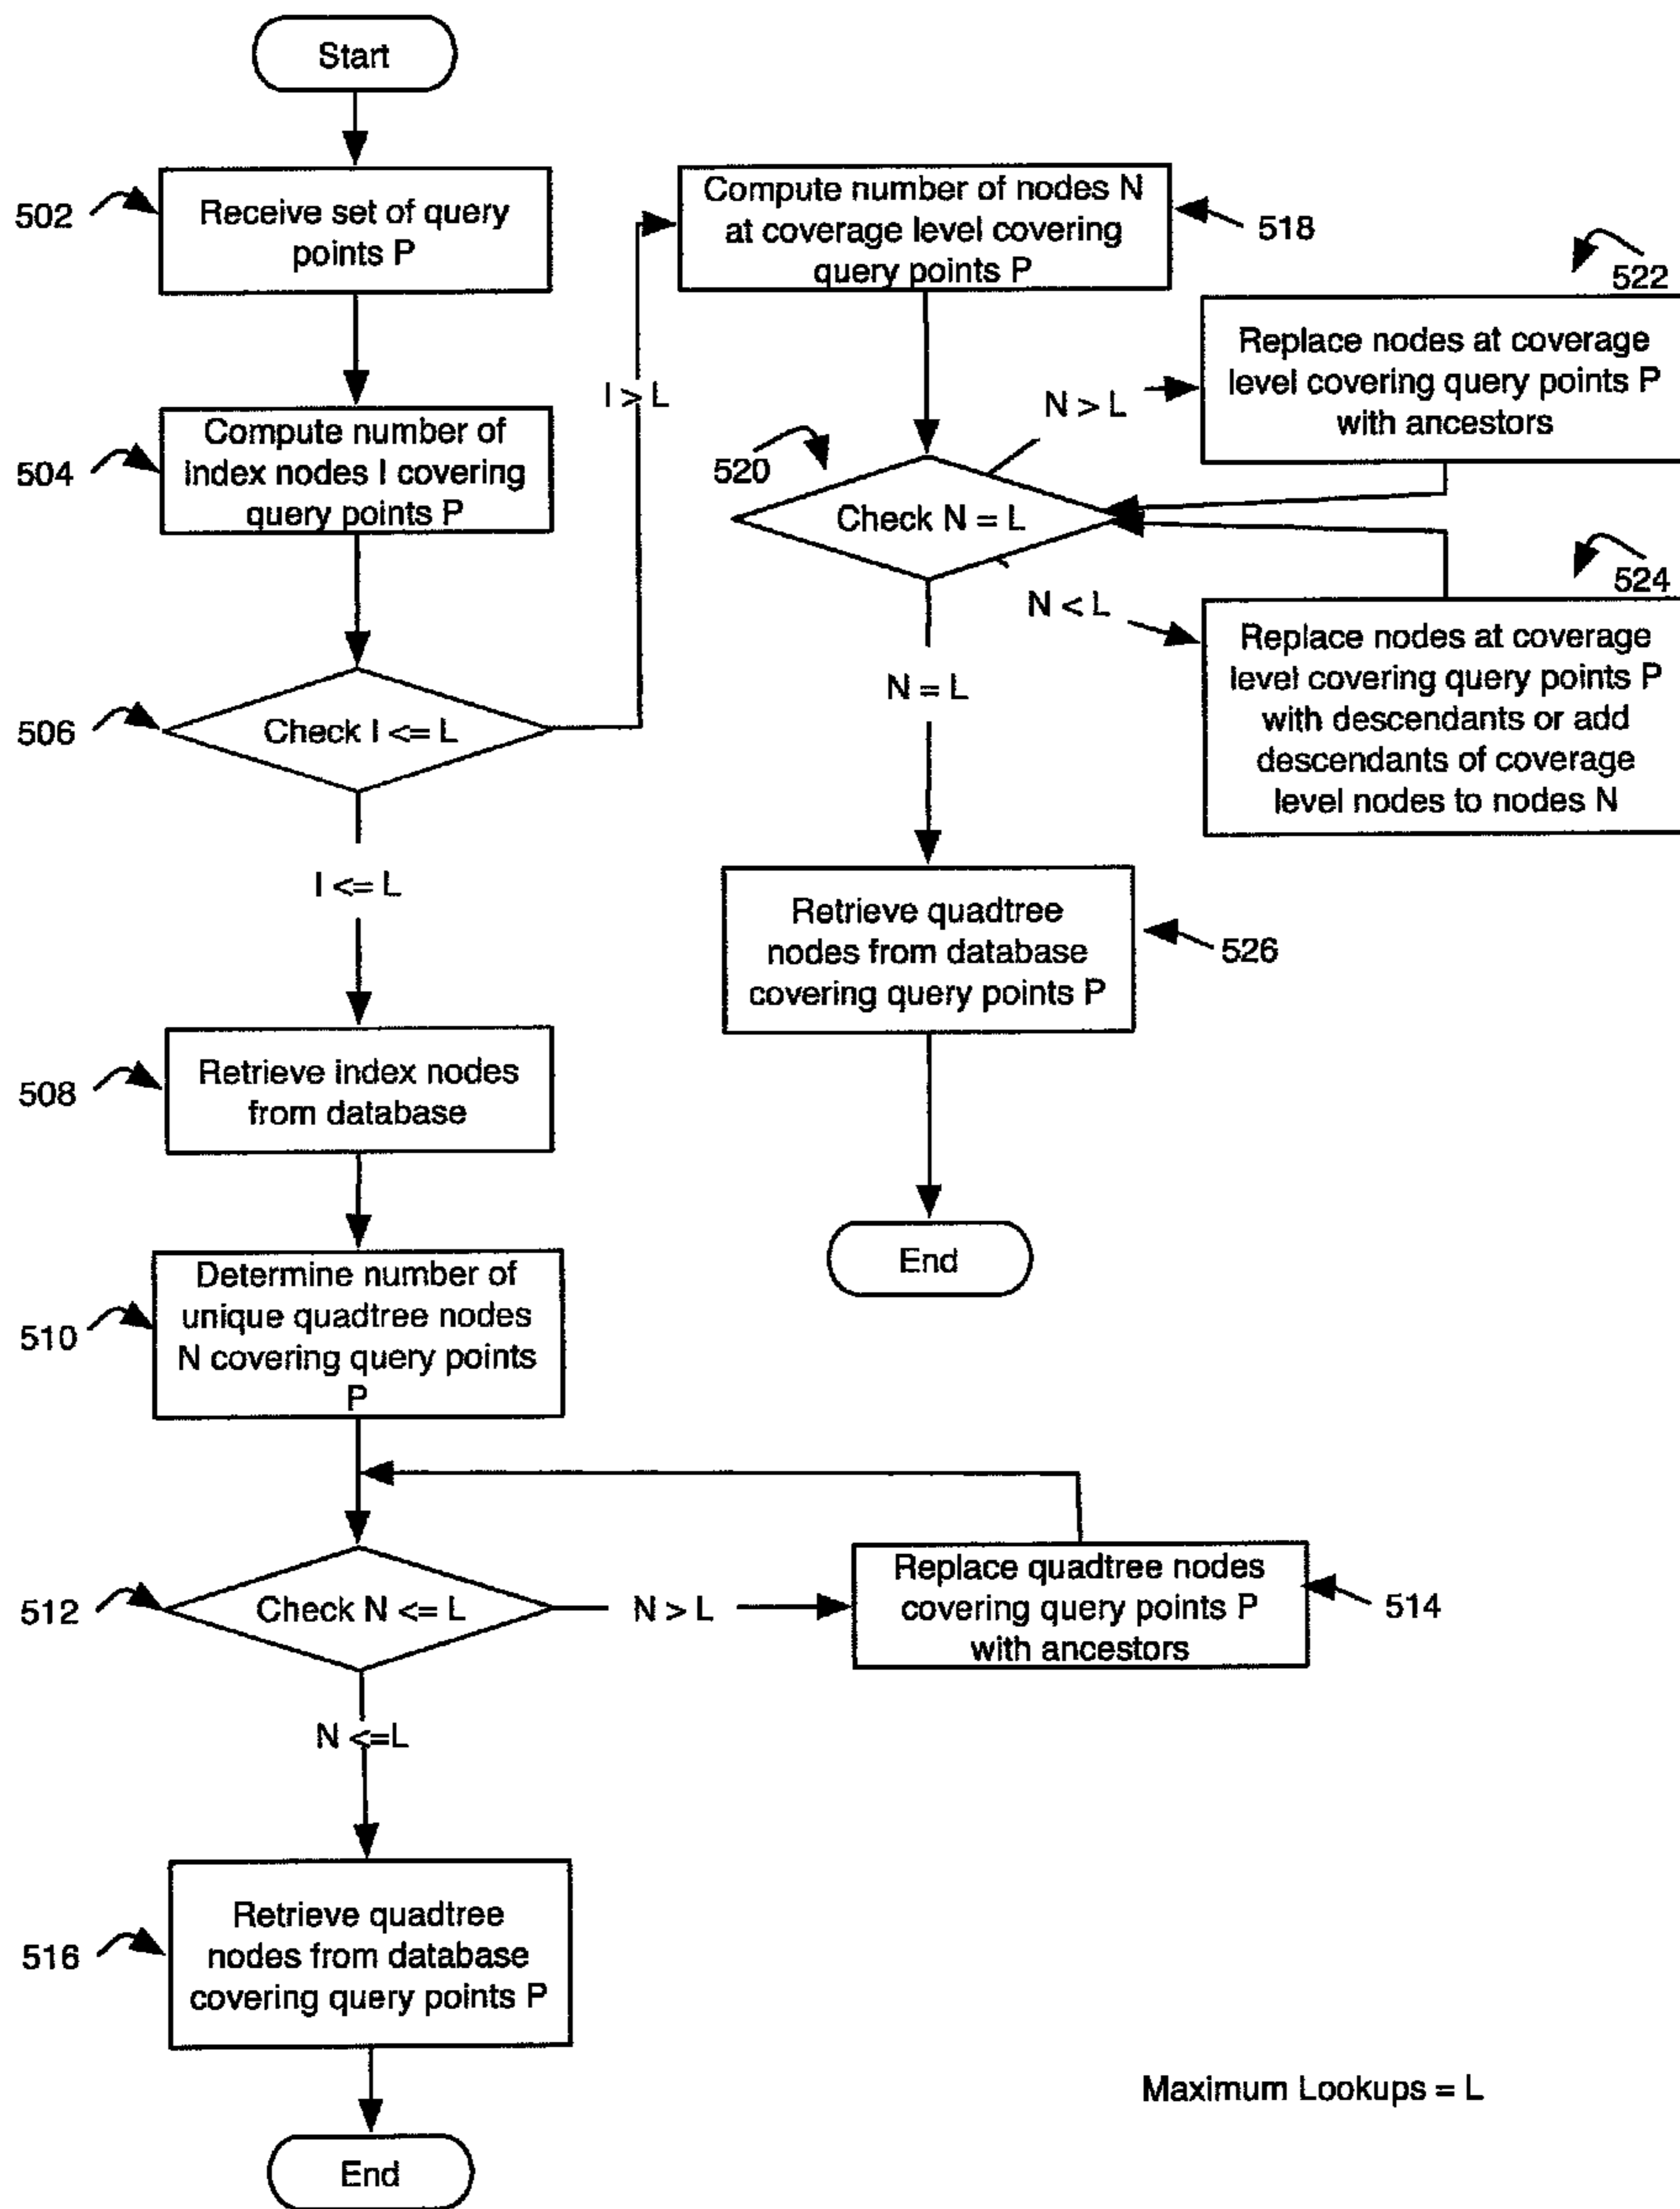 Start
502
Receive set of query
points P
504
Compute number of
index nodes I covering
query points P
506
Check I <= L
I > L
I <= L
508
Retrieve index nodes
from database
510
Determine number of
unique quadtree nodes
N covering query points
P
512
Check N <= L
N > L
514
Replace quadtree nodes
covering query points P
with ancestors
N <=L
516
Retrieve quadtree
nodes from database
covering query points P
End
Compute number of nodes N
at coverage level covering
query points P
518
520
Check N = L
N > L
522
Replace nodes at coverage
level covering query points P
with ancestors
N < L
524
Replace nodes at coverage
level covering query points P
with descendants or add
descendants of coverage
level nodes to nodes N
N = L
Retrieve quadtree
nodes from database
covering query points P
526
End
Maximum Lookups = L